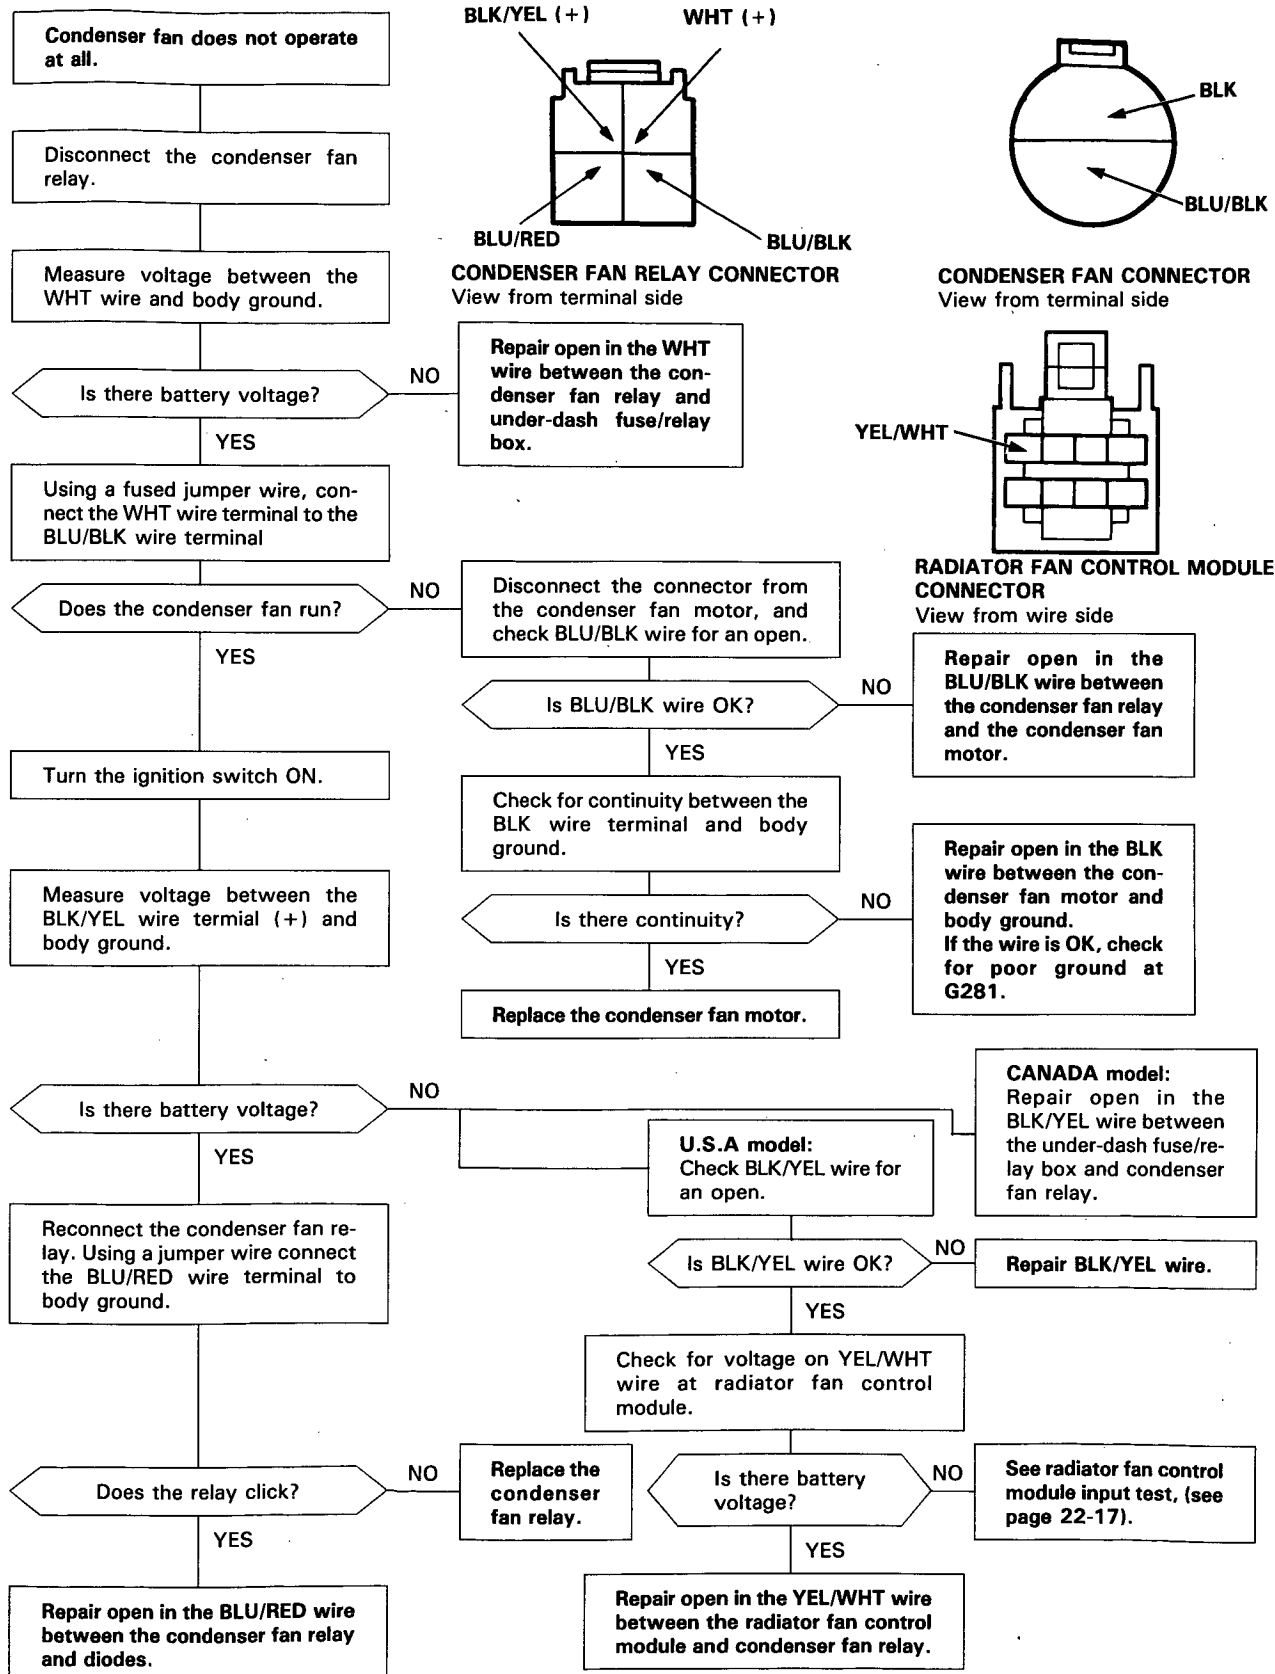 Condenser fan does not operate
at all.
BLK/YEL (+)
WHT (+)
BLK
BLU/BLK
Disconnect the condenser fan
relay.
BLU/RED
BLU/BLK
CONDENSER FAN RELAY CONNECTOR
View from terminal side
CONDENSER FAN CONNECTOR
View from terminal side
Measure voltage between the
WHT wire and body ground.
Is there battery voltage?
NO
Repair open in the WHT
wire between the con-
denser fan relay and
under-dash fuse/relay
box.
YEL/WHT
RADIATOR FAN CONTROL MODULE
CONNECTOR
View from wire side
YES
Using a fused jumper wire, con-
nect the WHT wire terminal to the
BLU/BLK wire terminal
Does the condenser fan run?
NO
Disconnect the connector from
the condenser fan motor, and
check BLU/BLK wire for an open.
YES
Is BLU/BLK wire OK?
NO
Repair open in the
BLU/BLK wire between
the condenser fan relay
and the condenser fan
motor.
YES
Turn the ignition switch ON.
Check for continuity between the
BLK wire terminal and body
ground.
Measure voltage between the
BLK/YEL wire termial (+) and
body ground.
Is there continuity?
NO
Repair open in the BLK
wire between the con-
denser fan motor and
body ground.
If the wire is OK, check
for poor ground at
G281.
YES
Replace the condenser fan motor.
Is there battery voltage?
NO
CANADA model:
Repair open in the
BLK/YEL wire between
the under-dash fuse/re-
lay box and condenser
fan relay.
U.S.A model:
Check BLK/YEL wire for
an open.
YES
Reconnect the condenser fan re-
lay. Using a jumper wire connect
the BLU/RED wire terminal to
body ground.
Is BLK/YEL wire OK?
NO
Repair BLK/YEL wire.
YES
Check for voltage on YEL/WHT
wire at radiator fan control
module.
Does the relay click?
NO
Replace the
condenser
fan relay.
Is there battery
voltage?
NO
See radiator fan control
module input test, (see
page 22-17).
YES
YES
Repair open in the BLU/RED wire
between the condenser fan relay
and diodes.
Repair open in the YEL/WHT wire
between the radiator fan control
module and condenser fan relay.